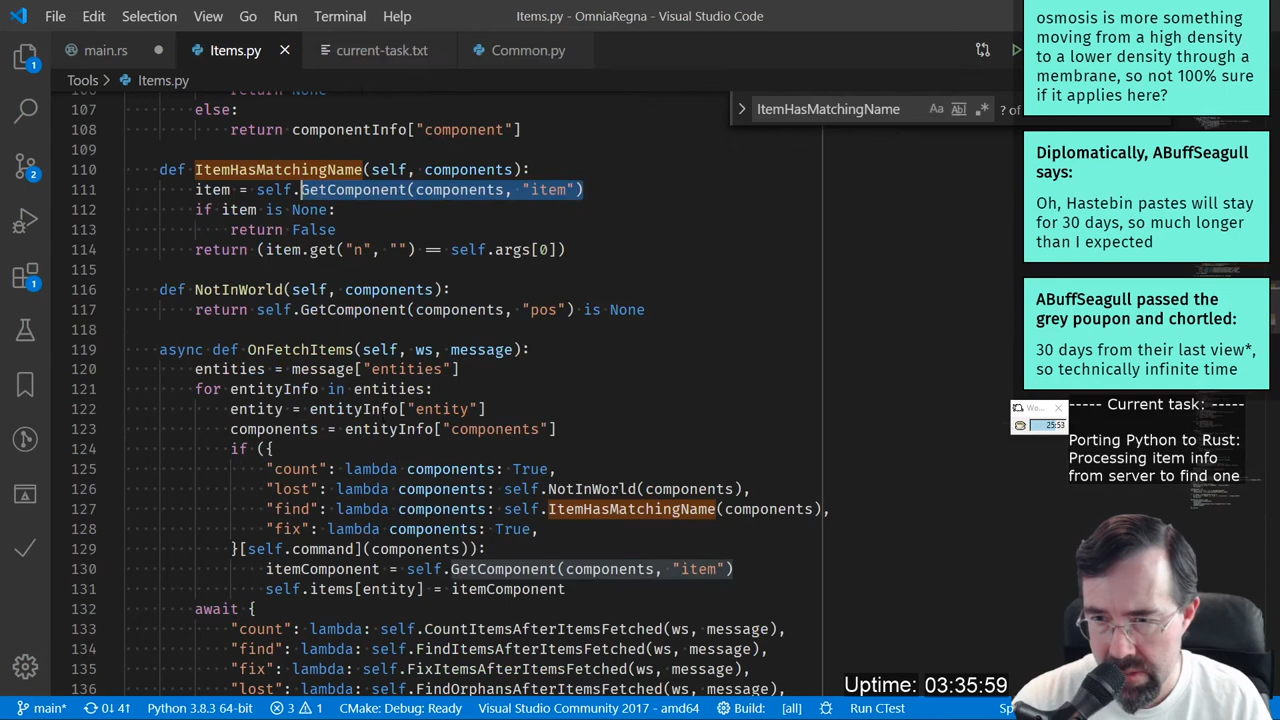 File Edit Selection View Go Run Terminal Help Items.py - OmniaRegna - Visual Studio Code
main.rs Items.py current-task.txt Common.py
Tools > Items.py
ItemHasMatchingName ? of
107 else:
108 return componentInfo["component"]
109
110 def ItemHasMatchingName(self, components):
111 item = self.GetComponent(components, "item")
112 if item is None:
113 return False
114 return (item.get("n", "") == self.args[0])
115
116 def NotInWorld(self, components):
117 return self.GetComponent(components, "pos") is None
118
119 async def OnFetchItems(self, ws, message):
120 entities = message["entities"]
121 for entityInfo in entities:
122 entity = entityInfo["entity"]
123 components = entityInfo["components"]
124 if ({
125 "count": lambda components: True,
126 "lost": lambda components: self.NotInWorld(components),
127 "find": lambda components: self.ItemHasMatchingName(components),
128 "fix": lambda components: True,
129 }[self.command](components)):
130 itemComponent = self.GetComponent(components, "item")
131 self.items[entity] = itemComponent
132 await {
133 "count": lambda: self.CountItemsAfterItemsFetched(ws, message),
134 "find": lambda: self.FindItemsAfterItemsFetched(ws, message),
135 "fix": lambda: self.FixItemsAfterItemsFetched(ws, message),
136 "lost": lambda: self.FindOrphansAfterItemsFetched(ws, message),
osmosis is more something
moving from a high density
to a lower density through a
membrane, so not 100% sure
if it applies here?
Diplomatically, ABuffSeagull
says:
Oh, Hastebin pastes will stay
for 30 days, so much longer
than I expected
ABuffSeagull passed the
grey poupon and chortled:
30 days from their last view*,
so technically infinite time
Wo...
25:53
----- Current task: -----
Porting Python to Rust:
Processing item info
from server to find one
Uptime: 03:35:59
main* 0↓ 4↑ Python 3.8.3 64-bit 3 1 CMake: Debug: Ready Visual Studio Community 2017 - amd64 Build: [all] Run CTest